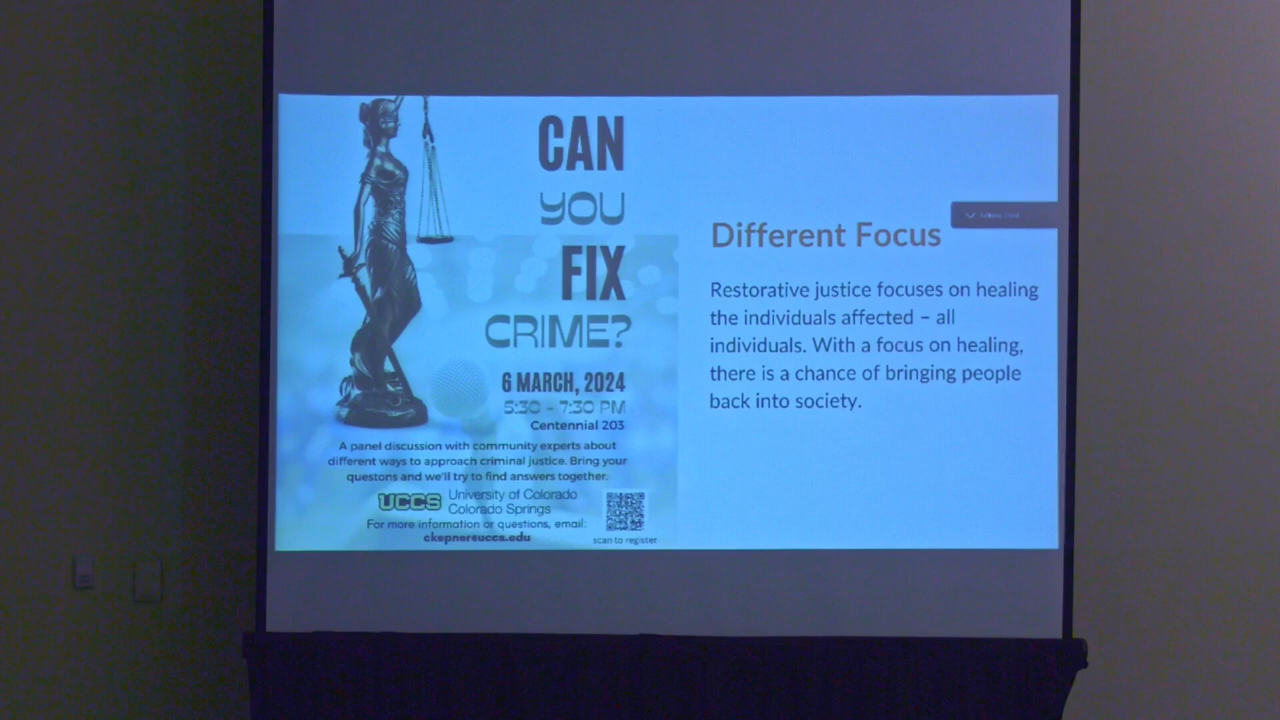 CAN
YOU
FIX
CRIME?
6 MARCH, 2024
5:30 - 7:30 PM
Centennial 203
A panel discussion with community experts about
different ways to approach criminal justice. Bring your
questons and we'll try to find answers together.
UCCS University of Colorado
Colorado Springs
For more information or questions, email:
ckepner@uccs.edu
scan to register
Different Focus
Restorative justice focuses on healing
the individuals affected – all
individuals. With a focus on healing,
there is a chance of bringing people
back into society.